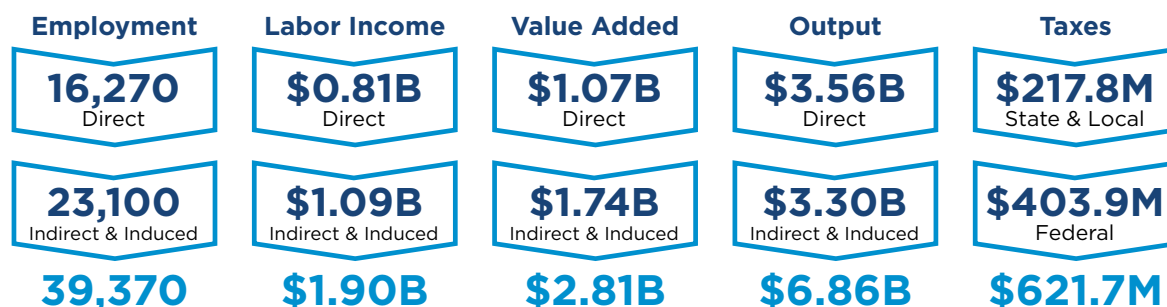 Employment Labor Income Value Added Output Taxes
16,270 $0.81B $1.07B $3.56B $217.8M
Direct Direct Direct Direct State & Local
23,100 $1.09B $1.74B $3.30B $403.9M
Indirect & Induced Indirect & Induced Indirect & Induced Indirect & Induced Federal
39,370 $1.90B $2.81B $6.86B $621.7M